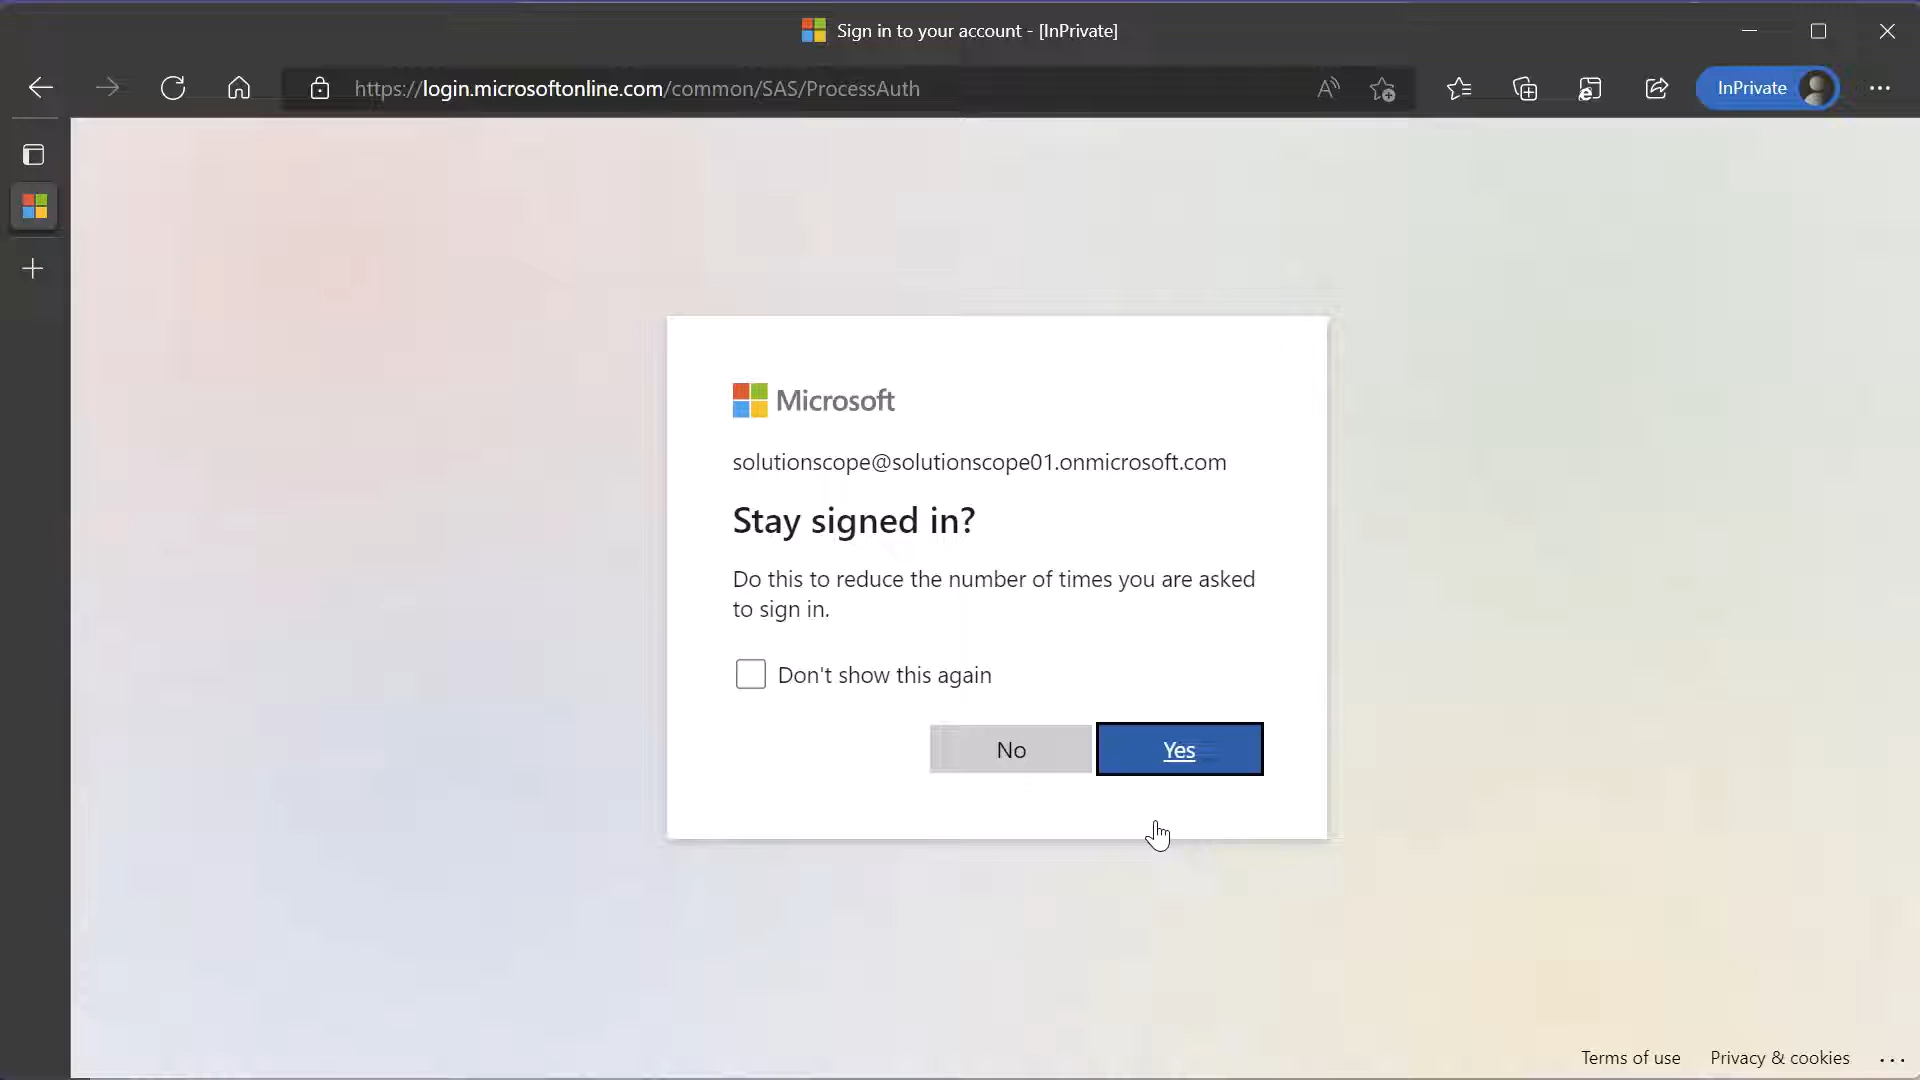 Sign in to your account - [InPrivate]
https://login.microsoftonline.com/common/SAS/ProcessAuth
InPrivate
Microsoft
solutionscope@solutionscope01.onmicrosoft.com
Stay signed in?
Do this to reduce the number of times you are asked
to sign in.
Don't show this again
No
Yes
Terms of use
Privacy & cookies